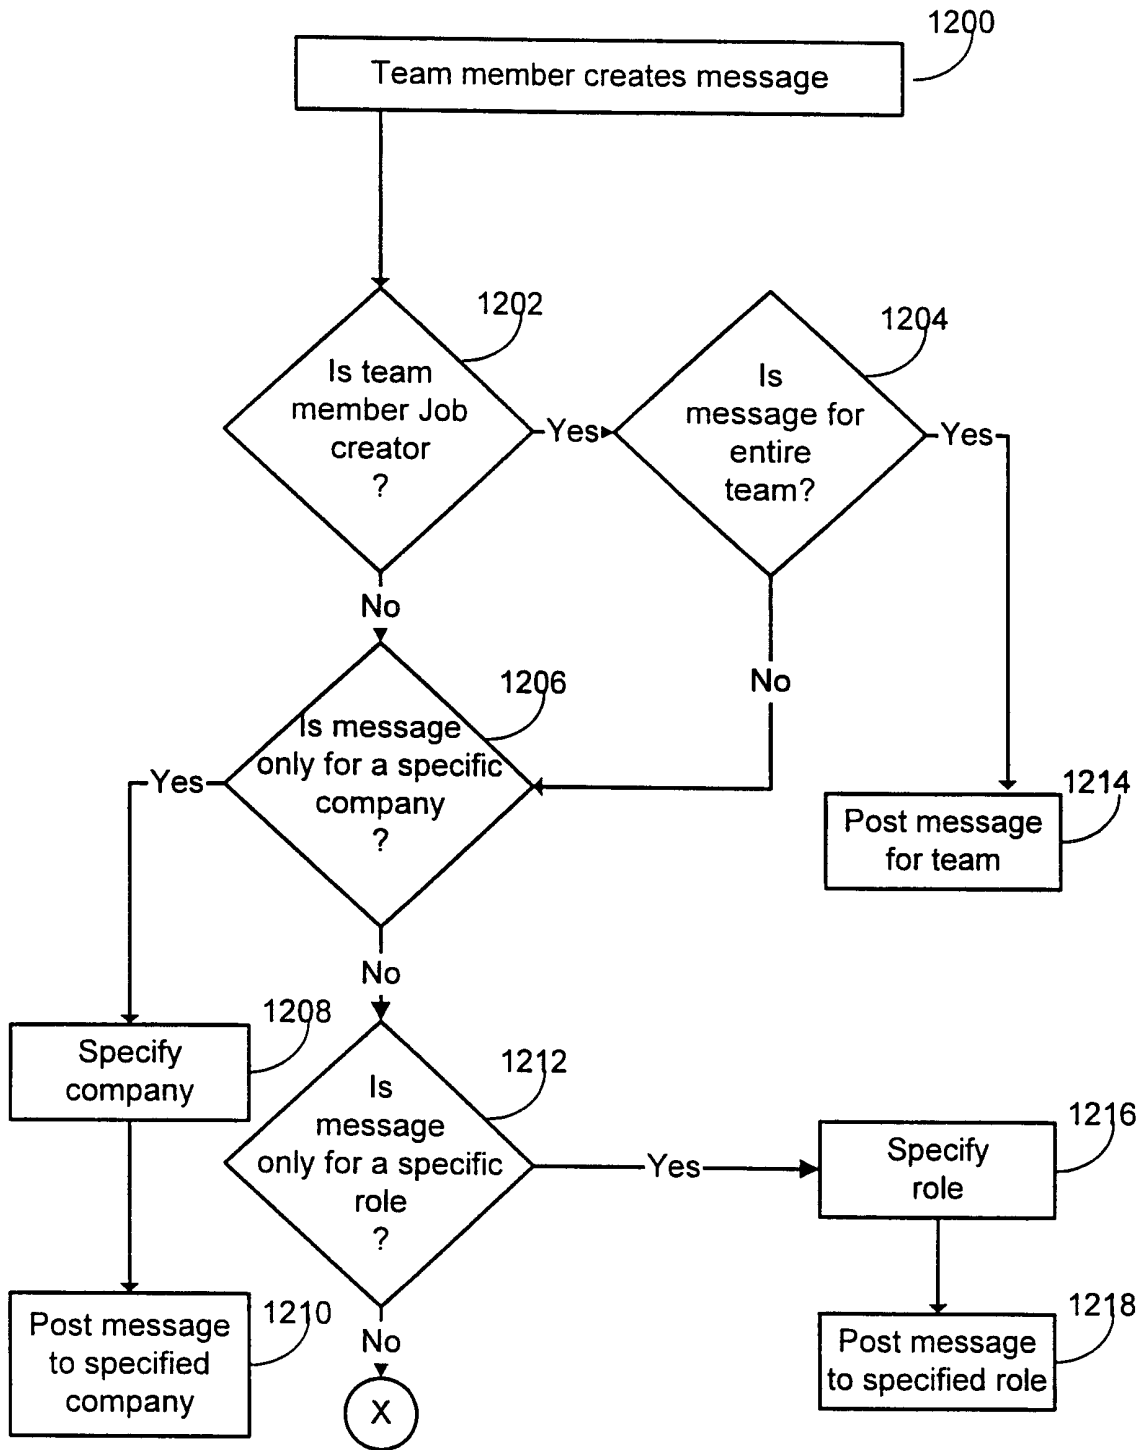 1200
Team member creates message
1202
Is team
member Job
creator
?
Yes
1204
Is
message for
entire
team?
Yes
No
No
1206
Is message
only for a specific
company
?
Yes
1214
Post message
for team
No
1208
Specify
company
1212
Is
message
only for a specific
role
?
Yes
1216
Specify
role
1210
Post message
to specified
company
No
X
1218
Post message
to specified role